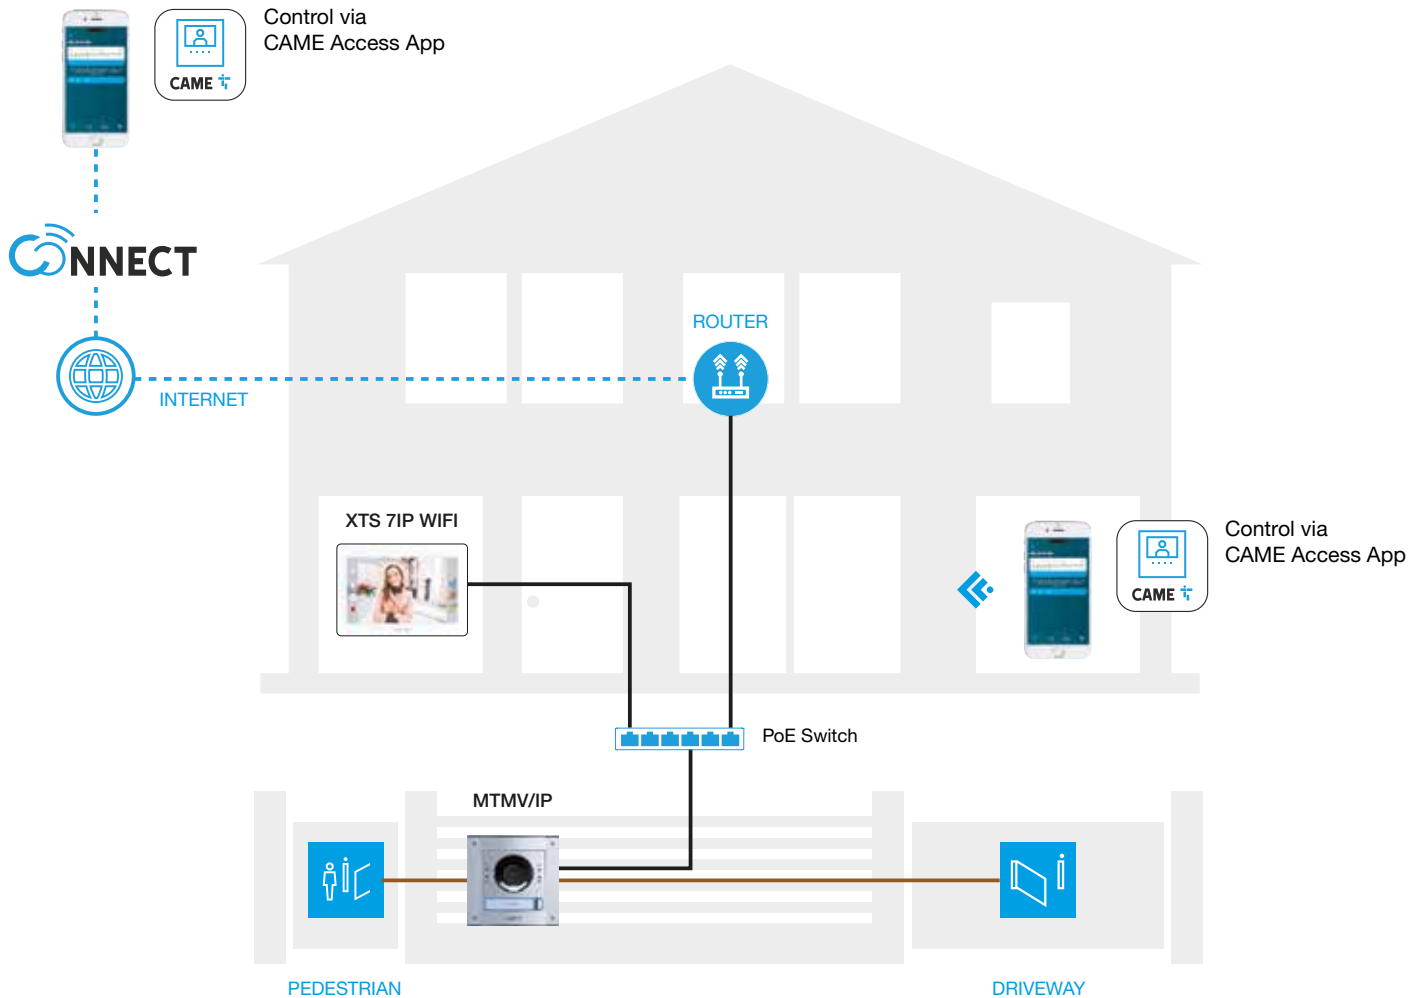 Control via
CAME Access App
CAME
CONNECT
ROUTER
INTERNET
XTS 7IP WIFI
Control via
CAME Access App
CAME
PoE Switch
MTMV/IP
PEDESTRIAN
DRIVEWAY